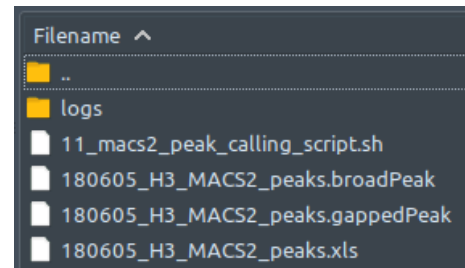 Filename
..
logs
11_macs2_peak_calling_script.sh
180605_H3_MACS2_peaks.broadPeak
180605_H3_MACS2_peaks.gappedPeak
180605_H3_MACS2_peaks.xls